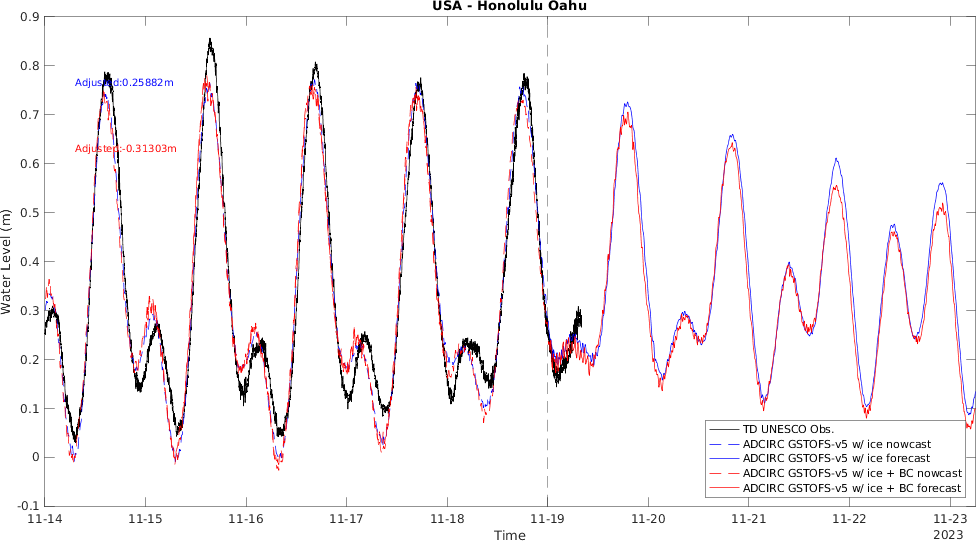 USA - Honolulu Oahu
0.9
0.8
0.7
0.6
0.5
0.4
0.3
0.2
0.1
0
-0.1
Water Level (m)
Adjusted:0.25882m
Adjusted:-0.31303m
TD UNESCO Obs.
ADCIRC GSTOFS-v5 w/ ice nowcast
ADCIRC GSTOFS-v5 w/ ice forecast
ADCIRC GSTOFS-v5 w/ ice + BC nowcast
ADCIRC GSTOFS-v5 w/ ice + BC forecast
11-14 11-15 11-16 11-17 11-18 11-19 11-20 11-21 11-22 11-23
Time
2023